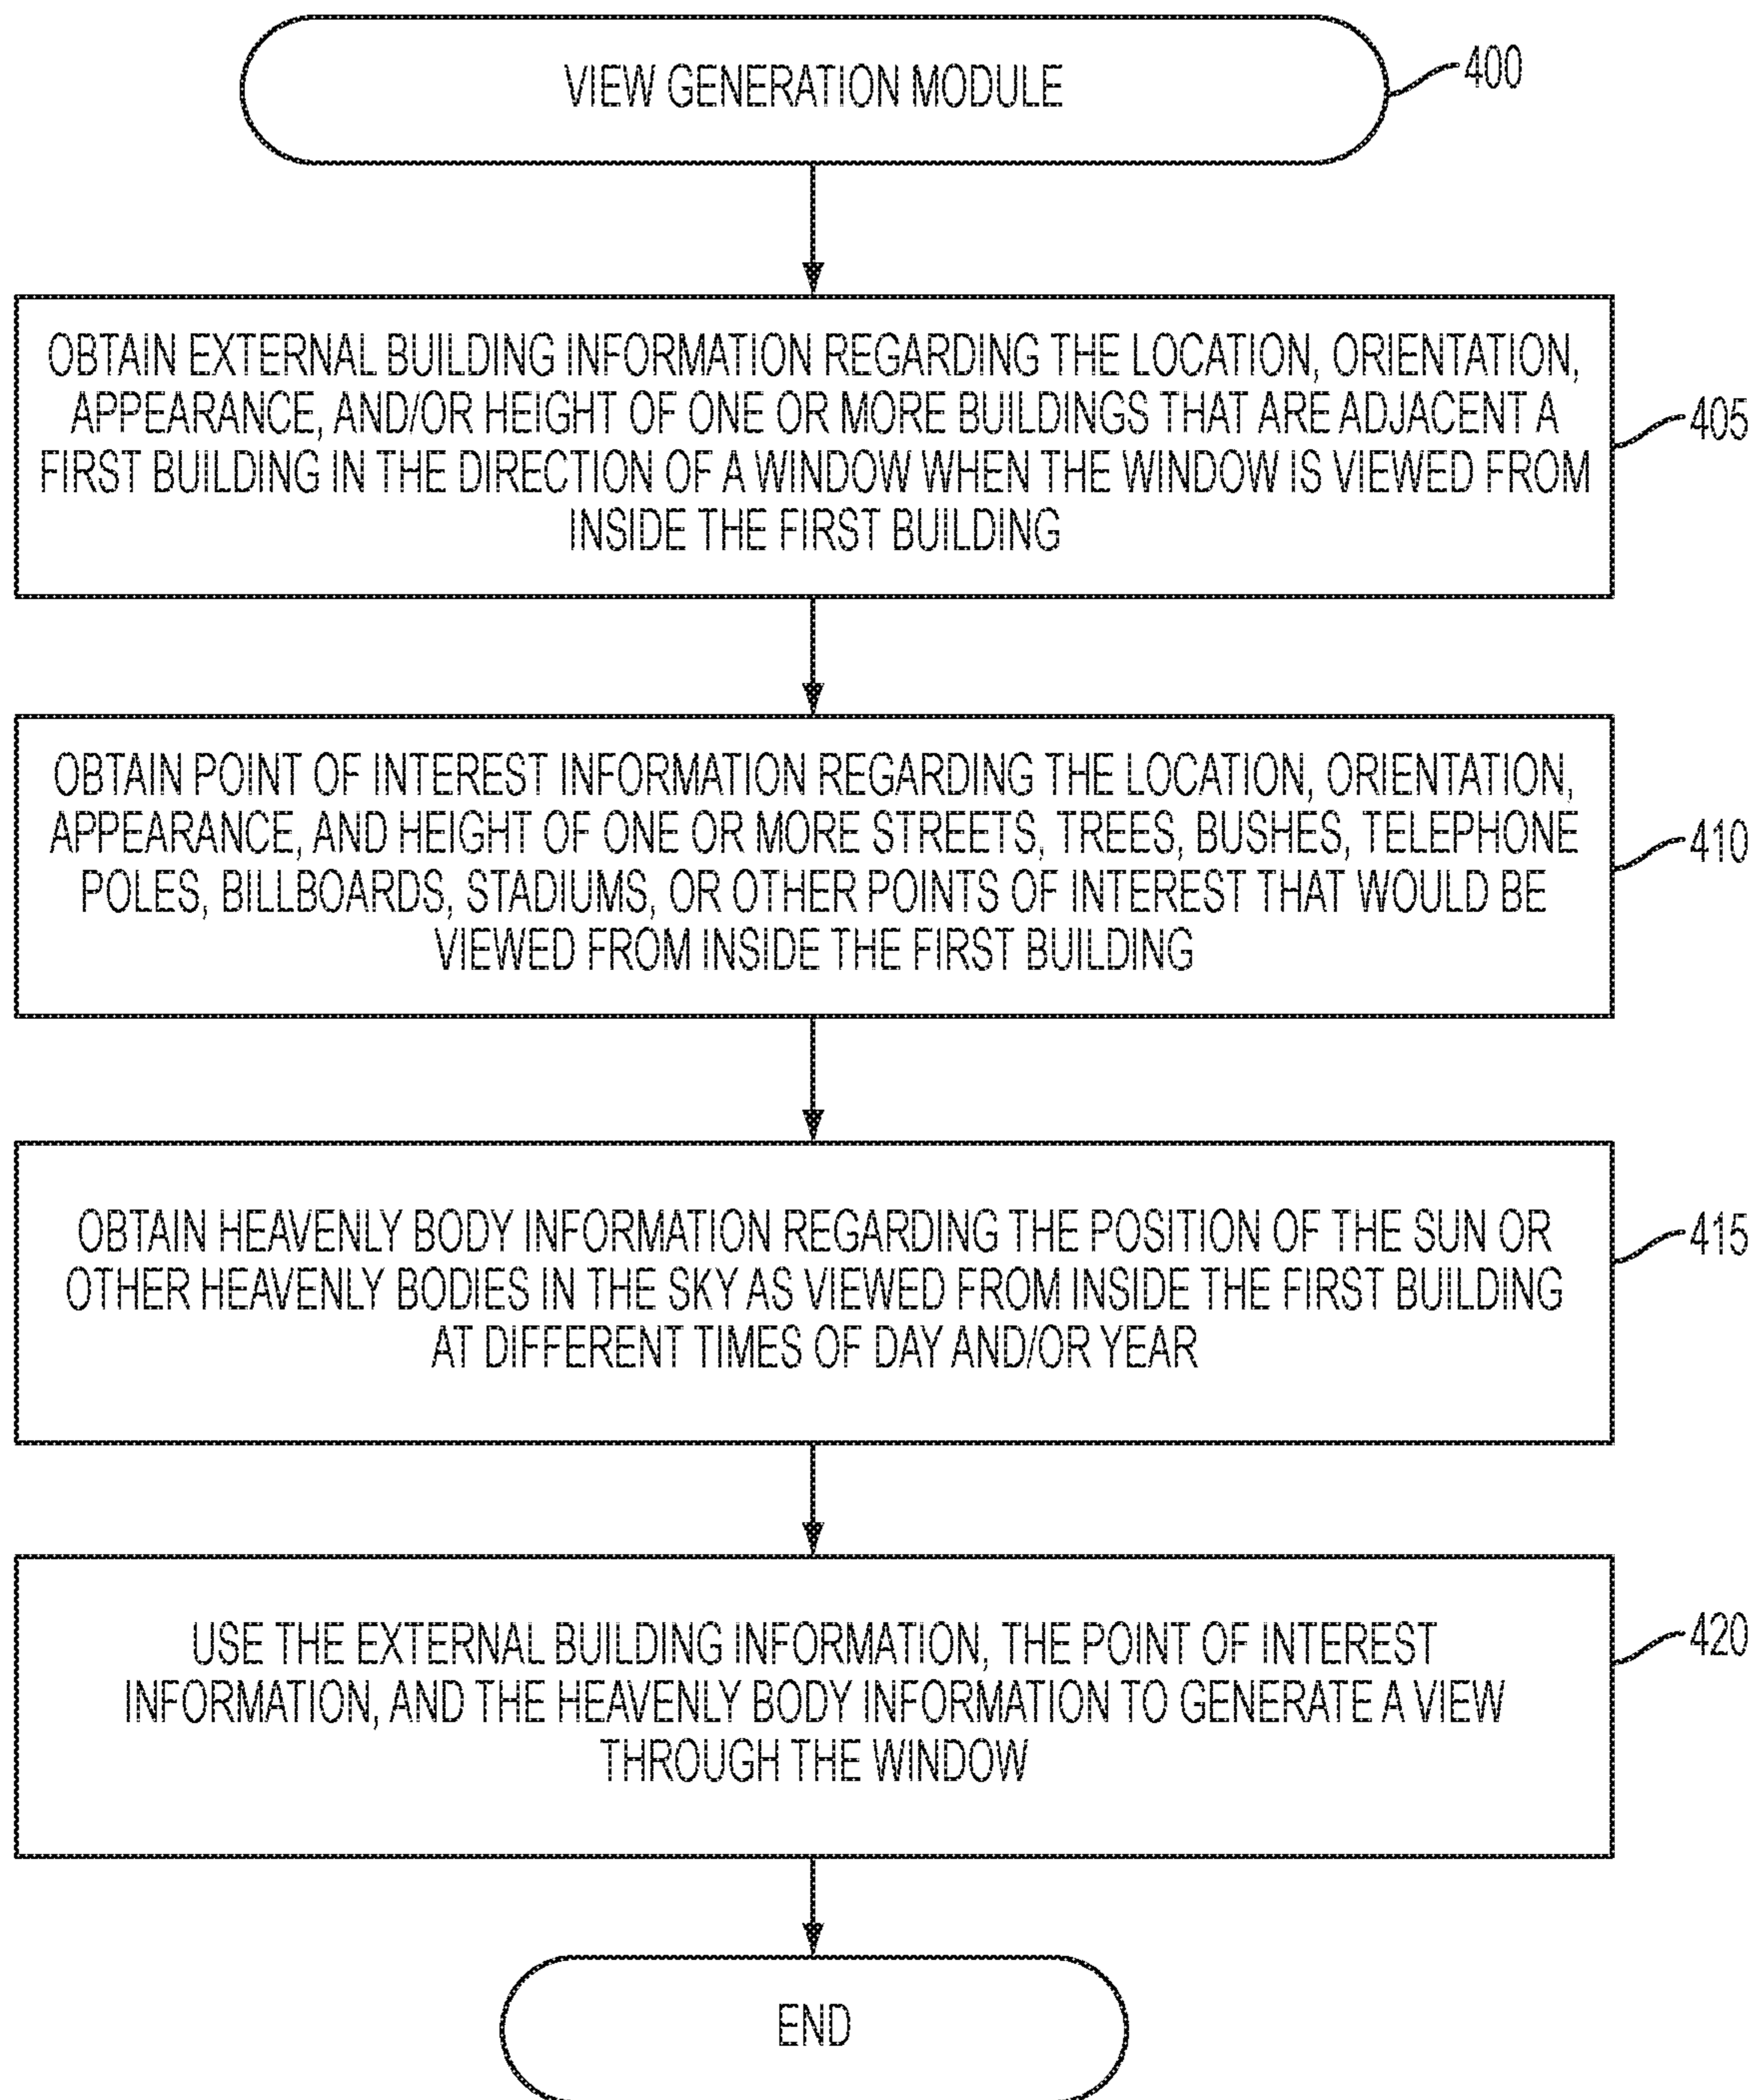 VIEW GENERATION MODULE
400
OBTAIN EXTERNAL BUILDING INFORMATION REGARDING THE LOCATION, ORIENTATION,
APPEARANCE, AND/OR HEIGHT OF ONE OR MORE BUILDINGS THAT ARE ADJACENT A
FIRST BUILDING IN THE DIRECTION OF A WINDOW WHEN THE WINDOW IS VIEWED FROM
INSIDE THE FIRST BUILDING
405
OBTAIN POINT OF INTEREST INFORMATION REGARDING THE LOCATION, ORIENTATION,
APPEARANCE, AND HEIGHT OF ONE OR MORE STREETS, TREES, BUSHES, TELEPHONE
POLES, BILLBOARDS, STADIUMS, OR OTHER POINTS OF INTEREST THAT WOULD BE
VIEWED FROM INSIDE THE FIRST BUILDING
410
OBTAIN HEAVENLY BODY INFORMATION REGARDING THE POSITION OF THE SUN OR
OTHER HEAVENLY BODIES IN THE SKY AS VIEWED FROM INSIDE THE FIRST BUILDING
AT DIFFERENT TIMES OF DAY AND/OR YEAR
415
USE THE EXTERNAL BUILDING INFORMATION, THE POINT OF INTEREST
INFORMATION, AND THE HEAVENLY BODY INFORMATION TO GENERATE A VIEW
THROUGH THE WINDOW
420
END